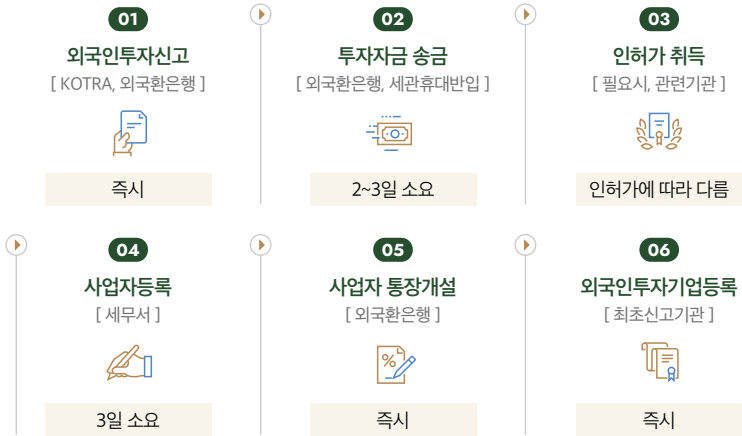 01
외국인투자신고
[ KOTRA, 외국환은행 ]
즉시
02
투자자금 송금
[ 외국환은행, 세관휴대반입 ]
2~3일 소요
03
인허가 취득
[ 필요시, 관련기관 ]
인허가에 따라 다름
04
사업자등록
[ 세무서 ]
3일 소요
05
사업자 통장개설
[ 외국환은행 ]
즉시
06
외국인투자기업등록
[ 최초신고기관 ]
즉시